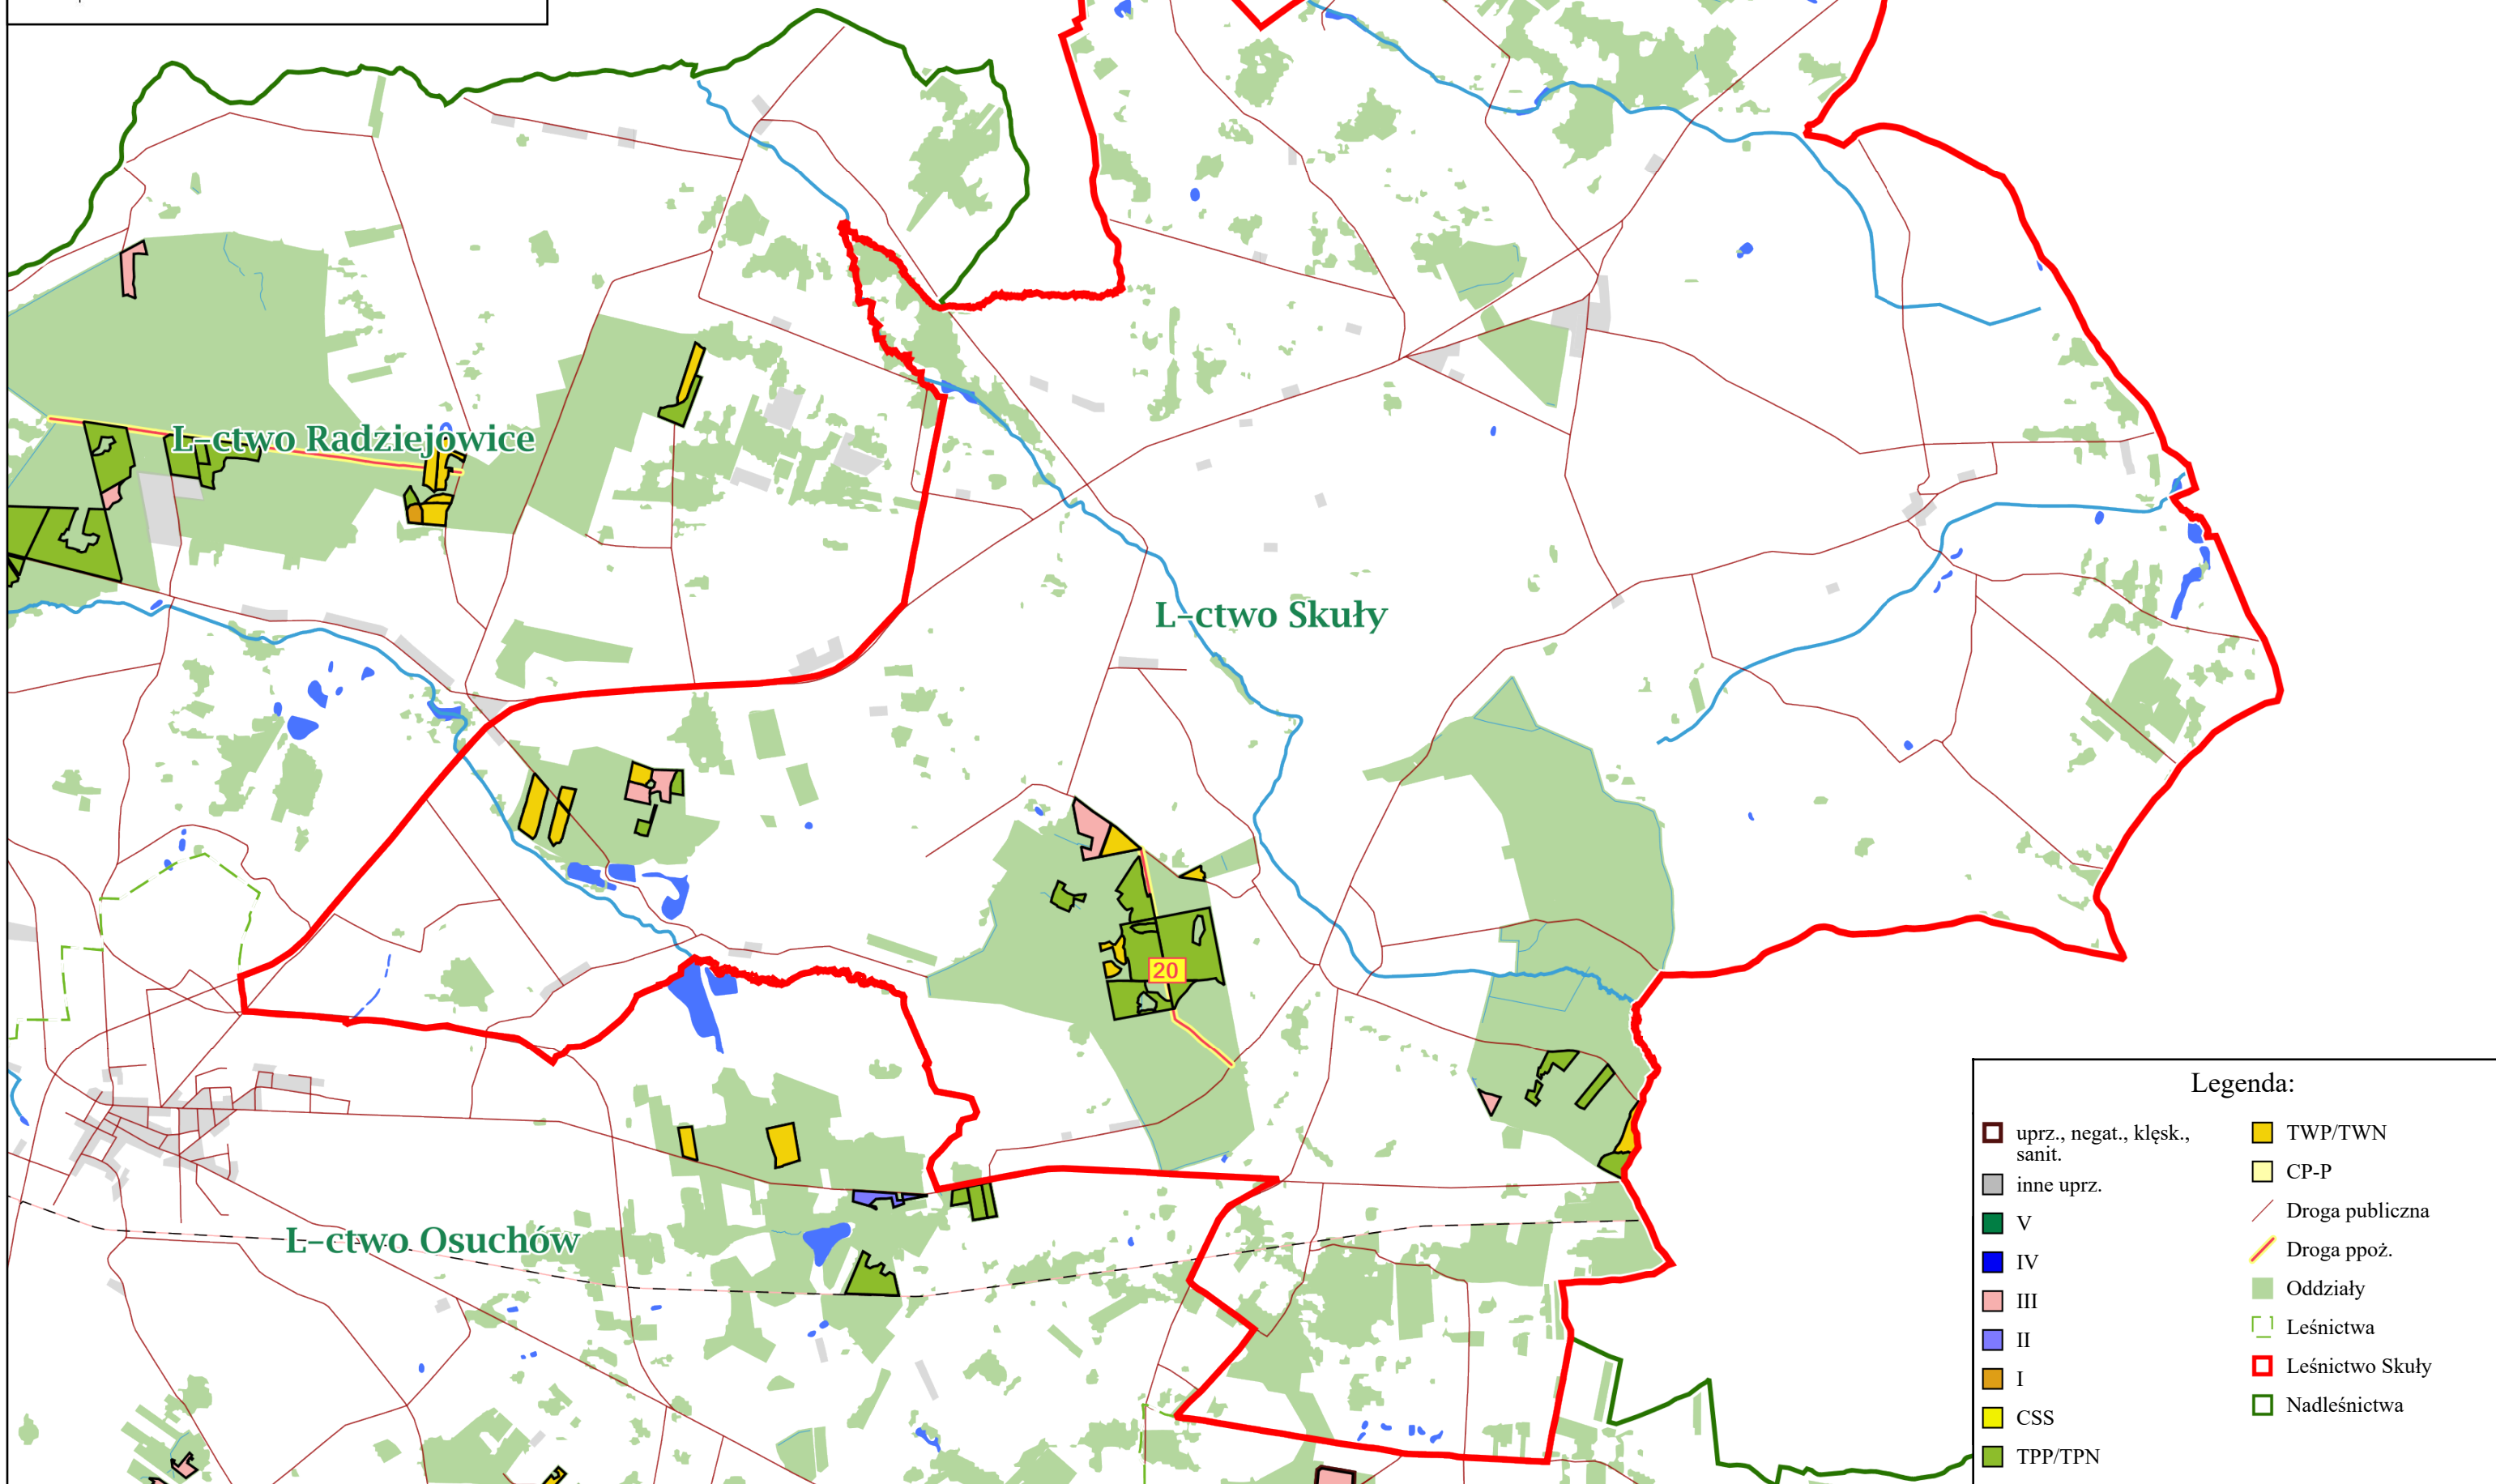 L-ctwo Radziejowice
L-ctwo Skuły
20
L-ctwo Osuchów
Legenda:
uprz., negat., klęsk.,
sanit.
inne uprz.
V
IV
III
II
I
CSS
TPP/TPN
TWP/TWN
CP-P
Droga publiczna
Droga ppoż.
Oddziały
Leśnictwa
Leśnictwo Skuły
Nadleśnictwa